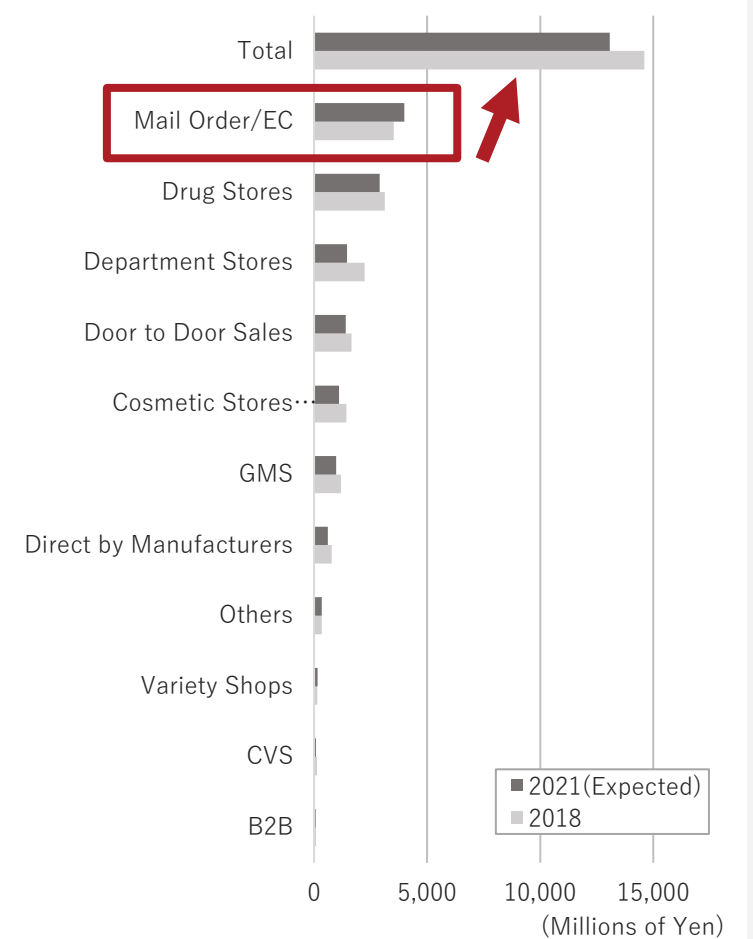 Total
Mail Order/EC
Drug Stores
Department Stores
Door to Door Sales
Cosmetic Stores…
GMS
Direct by Manufacturers
Others
Variety Shops
CVS
B2B
2021(Expected)
2018
0 5,000 10,000 15,000
(Millions of Yen)